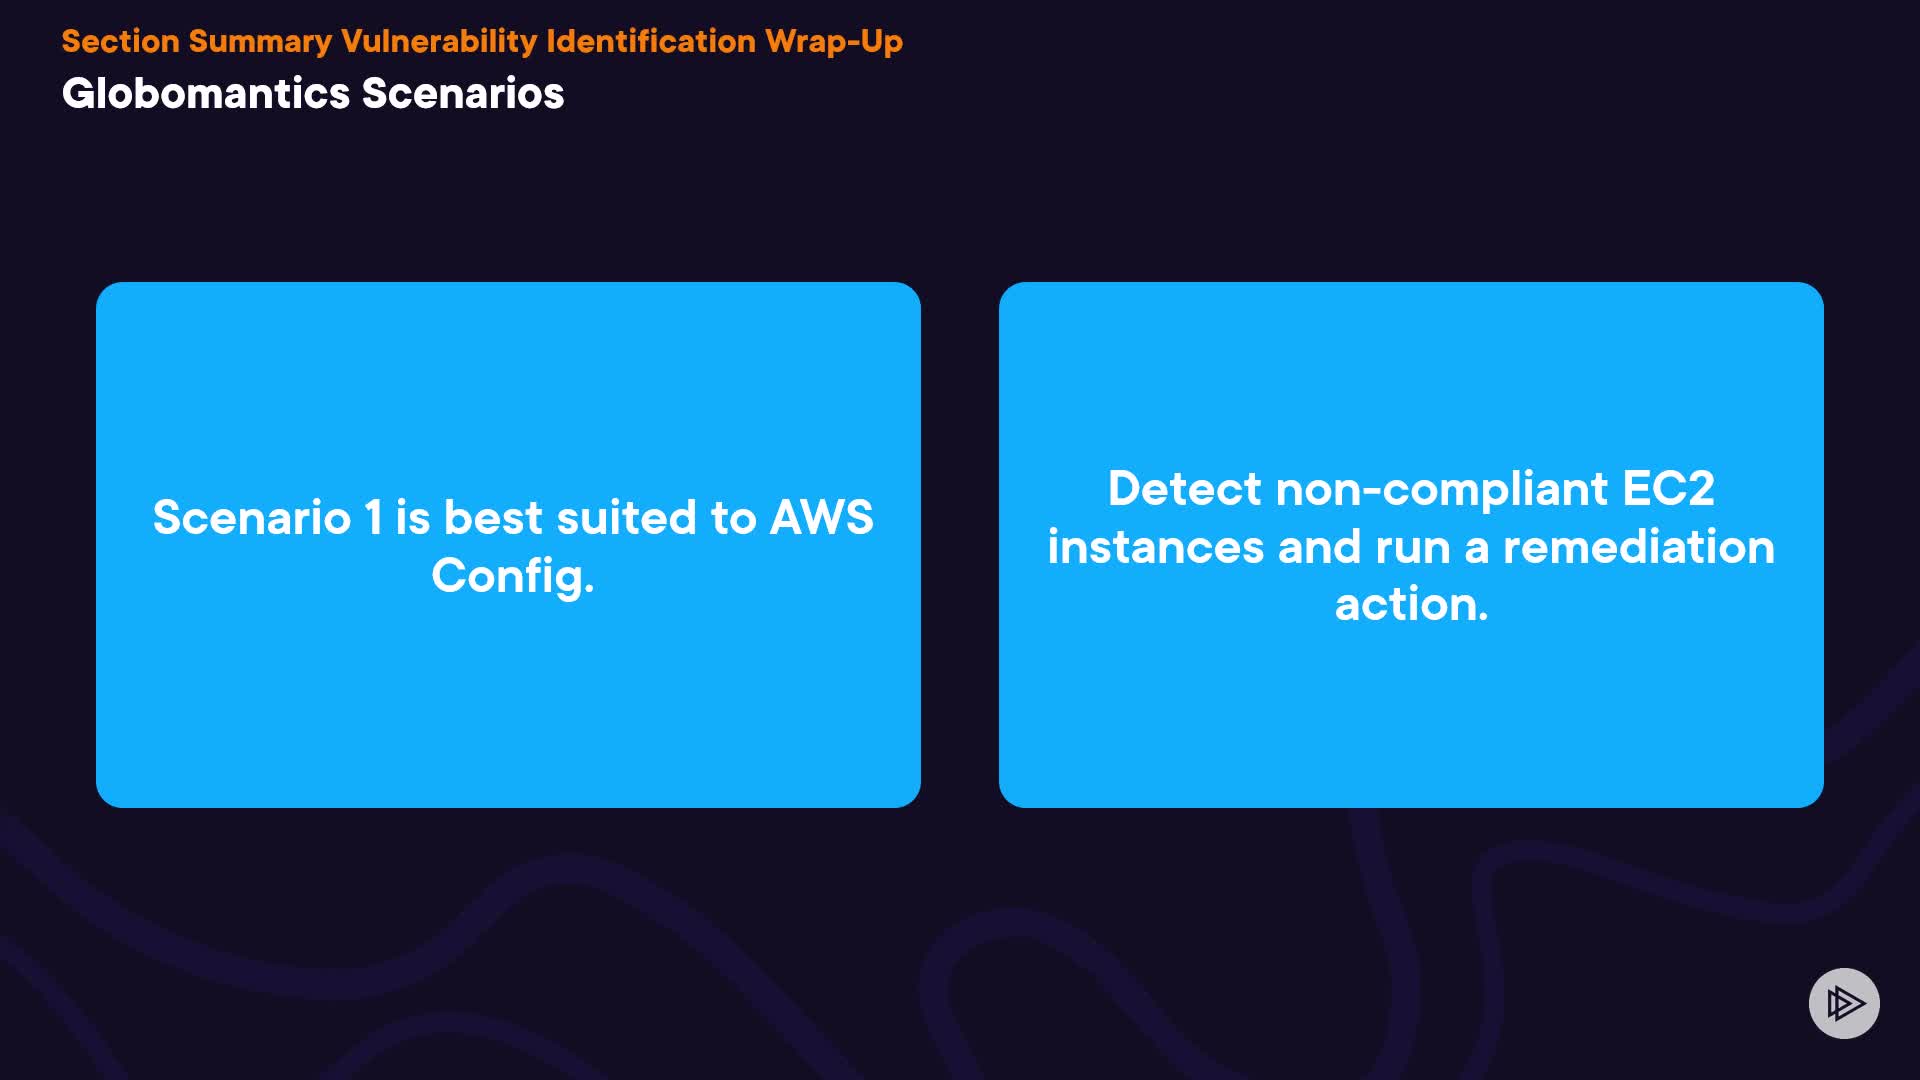 Section Summary Vulnerability Identification Wrap-Up
Globomantics Scenarios
Scenario 1 is best suited to AWS
Config.
Detect non-compliant EC2
instances and run a remediation
action.